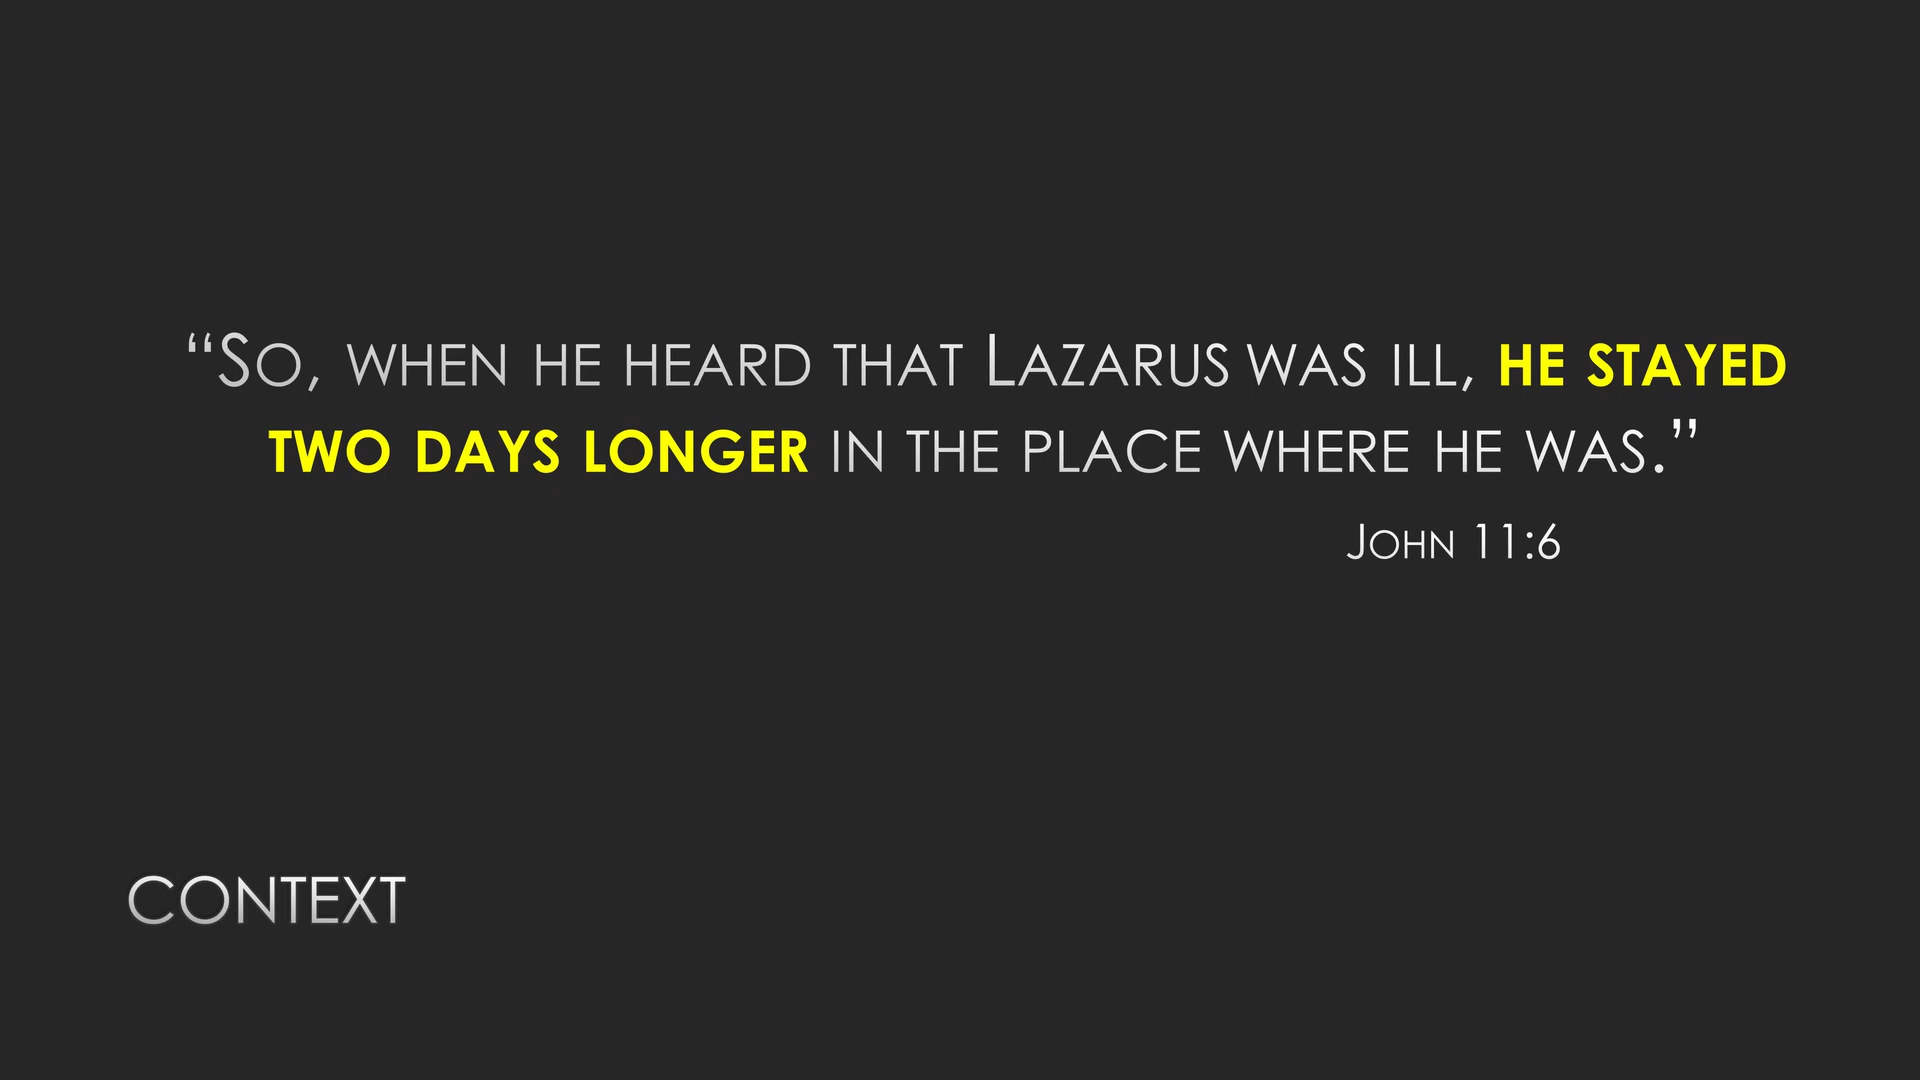 “So, when he heard that Lazarus was ill, he stayed
two days longer in the place where he was.”
John 11:6
CONTEXT